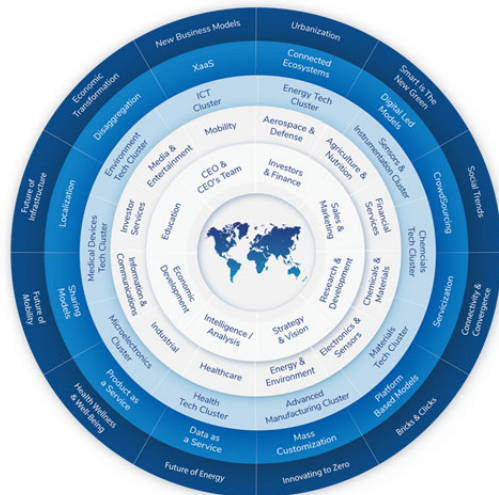 Urbanization
Smart is The
New Green
Social Trends
Connectivity &
Convergence
Bricks & Clicks
Innovating to Zero
Future of Energy
Health Wellness
& Well-Being
Future of
Mobility
Future of
Infrastructure
Economic
Transformation
New Business Models
Connected
Ecosystems
Digital Led
Models
CrowdSourcing
Servicization
Platform
Based Models
Mass
Customization
Data as
a Service
Product as
a Service
Sharing
Models
Localization
Disaggregation
XaaS
Energy Tech
Cluster
Sensors &
Instrumentation Cluster
Chemcials
Tech Cluster
Materials
Tech Cluster
Advanced
Manufacturing Cluster
Health
Tech Cluster
Microelectronics
Cluster
Medical Devices
Tech Cluster
Environment
Tech Cluster
ICT
Cluster
Aerospace &
Defense
Agriculture &
Nutrition
Financial
Services
Chemicals &
Materials
Electronics &
Sensors
Energy &
Environment
Healthcare
Industrial
Information &
Communications
Investor
Services
Education
Media &
Entertainment
Mobility
Investors
& Finance
Sales &
Marketing
Research &
Development
Strategy
& Vision
Intelligence /
Analysis
Economic
Development
CEO &
CEO's Team